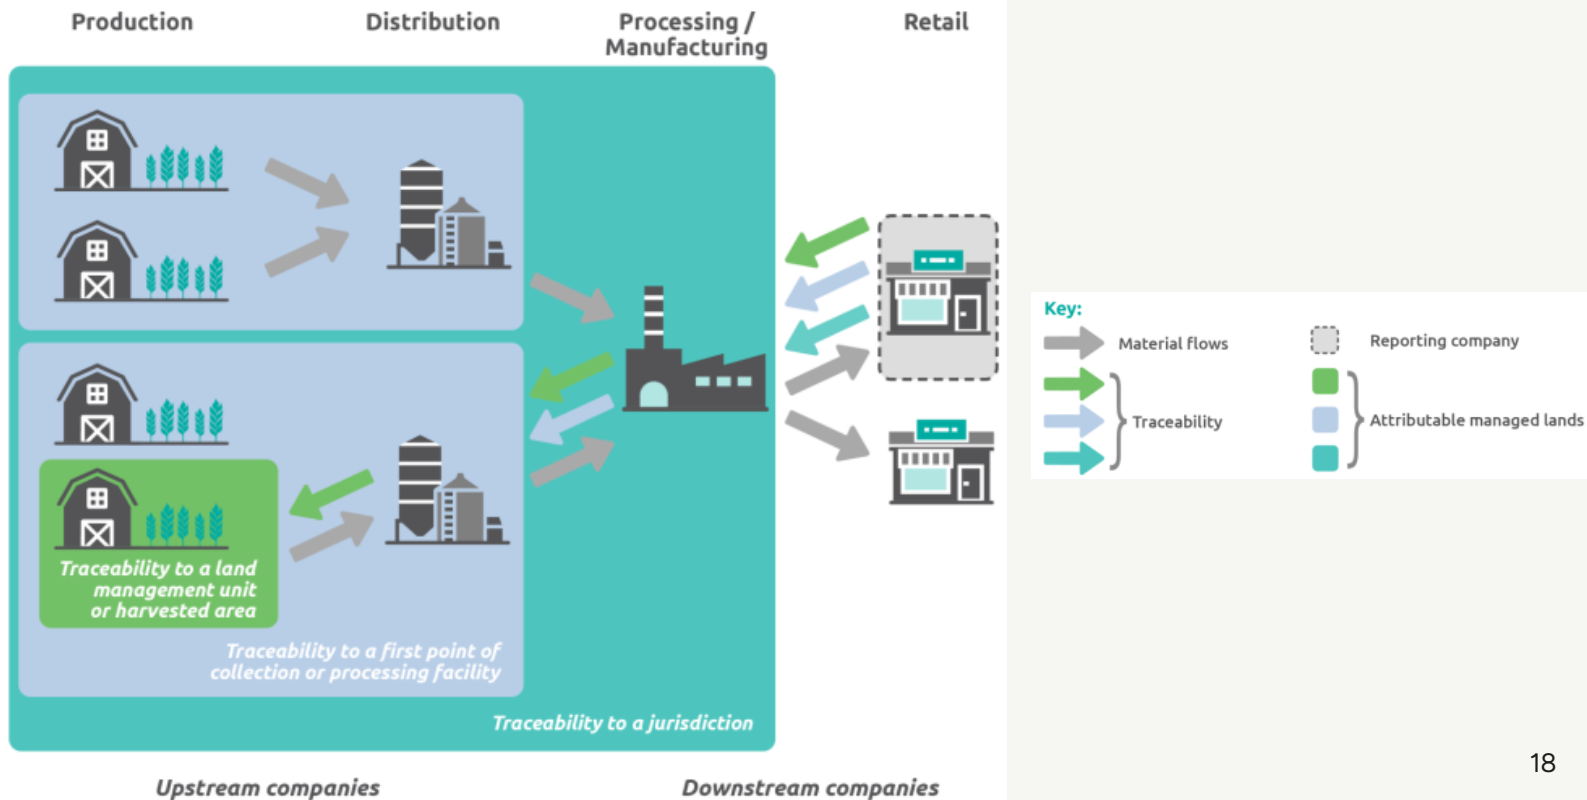 Production
Distribution
Processing /
Manufacturing
Retail
Traceability to a land
management unit
or harvested area
Traceability to a first point of
collection or processing facility
Traceability to a jurisdiction
Upstream companies
Downstream companies
Key:
Material flows
Traceability
Reporting company
Attributable managed lands
18